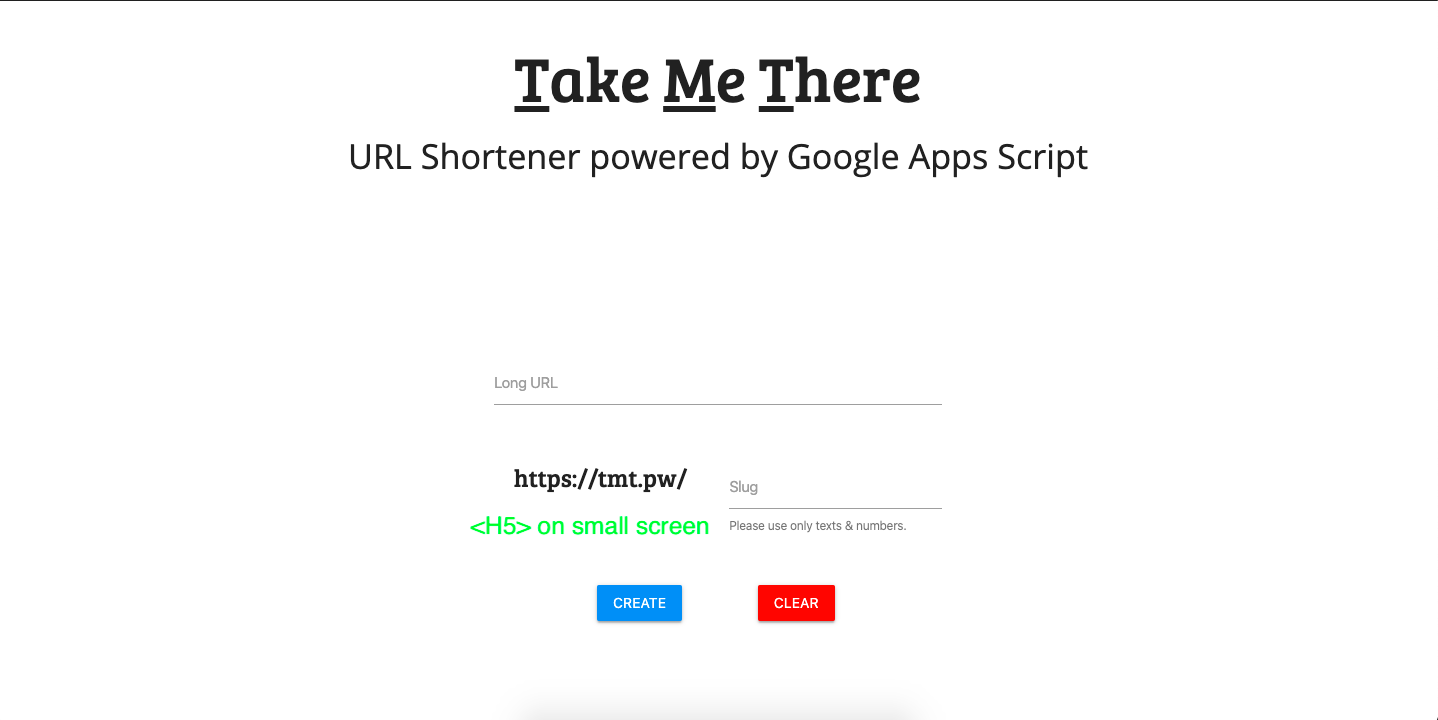 Take Me There
URL Shortener powered by Google Apps Script
Long URL
https://tmt.pw/
Slug
<H5> on small screen
Please use only texts & numbers.
CREATE
CLEAR